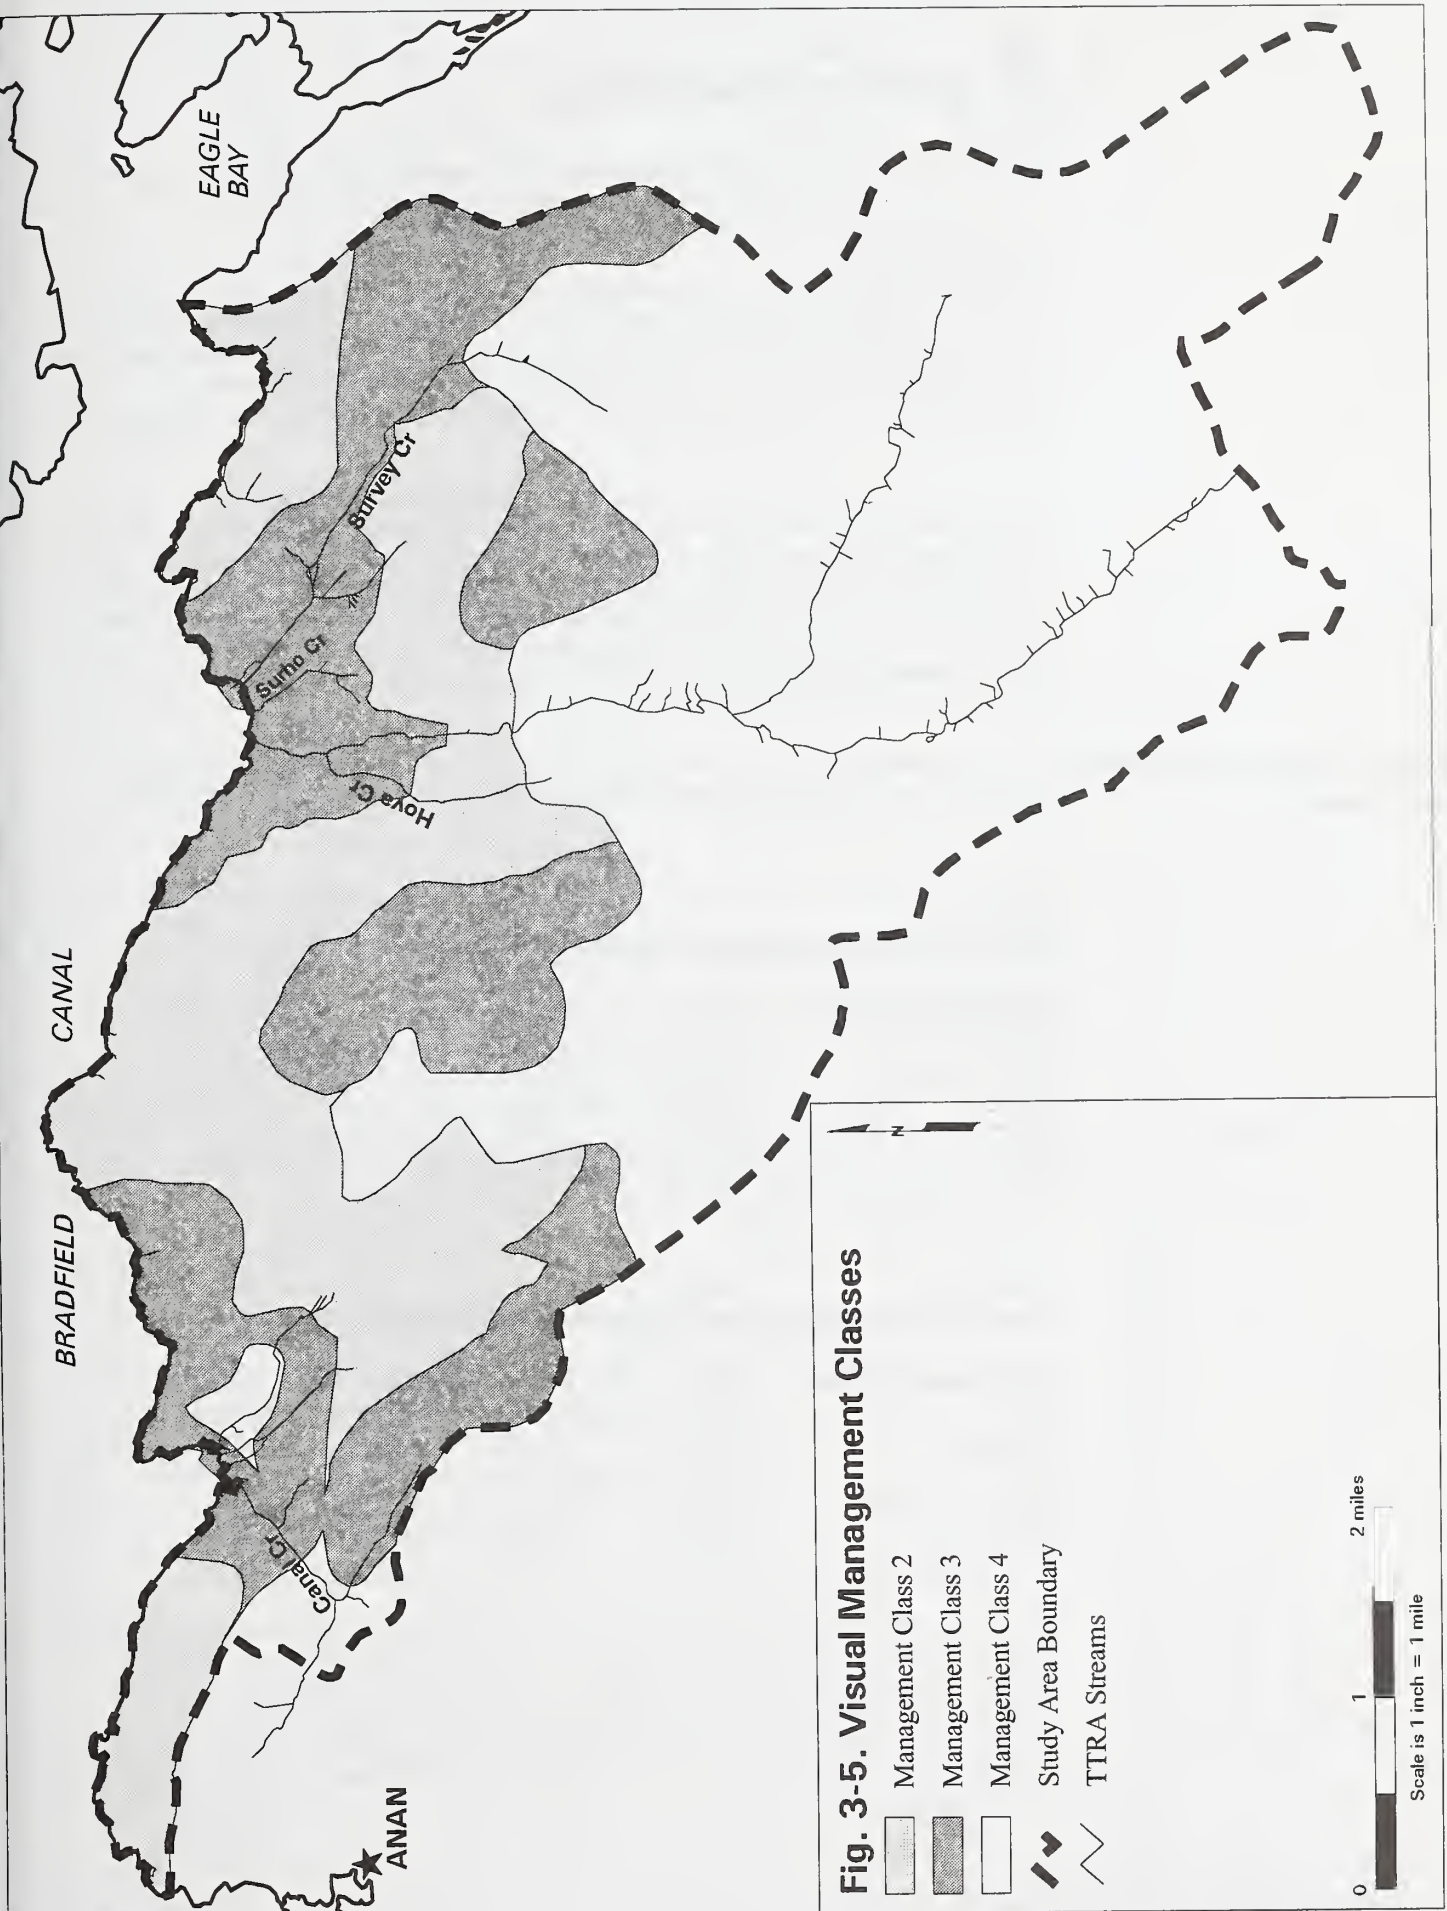 BRADFIELD CANAL
EAGLE
BAY
Canal Cr
Hoya Cr
Surho Cr
Survey Cr
ANAN
Fig. 3-5. Visual Management Classes
Management Class 2
Management Class 3
Management Class 4
Study Area Boundary
TTRA Streams
N
0 1 2 miles
Scale is 1 inch = 1 mile